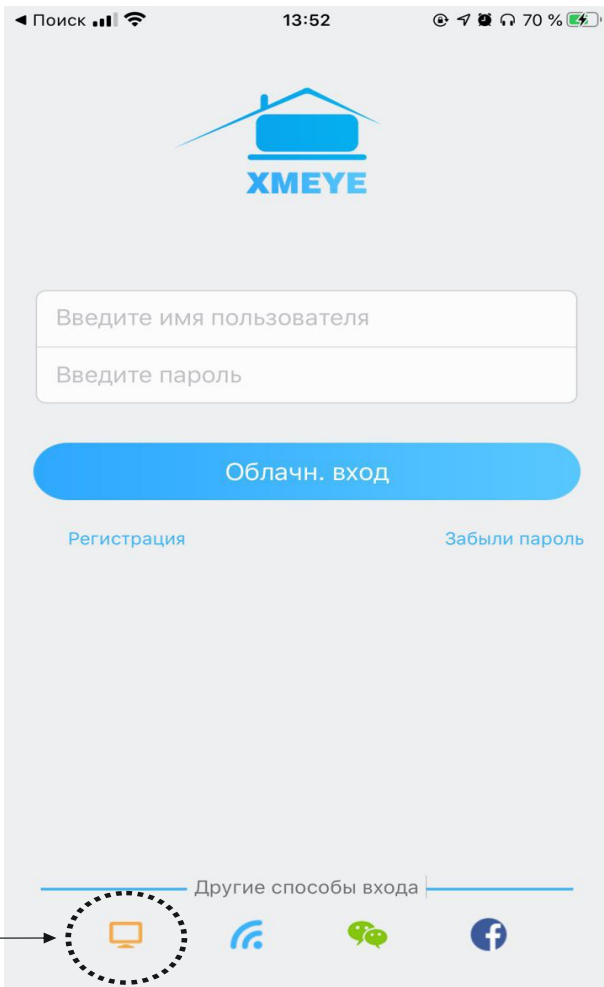 Поиск 13:52 70 %
XMEYE
Введите имя пользователя
Введите пароль
Облачн. вход
Регистрация Забыли пароль
Другие способы входа